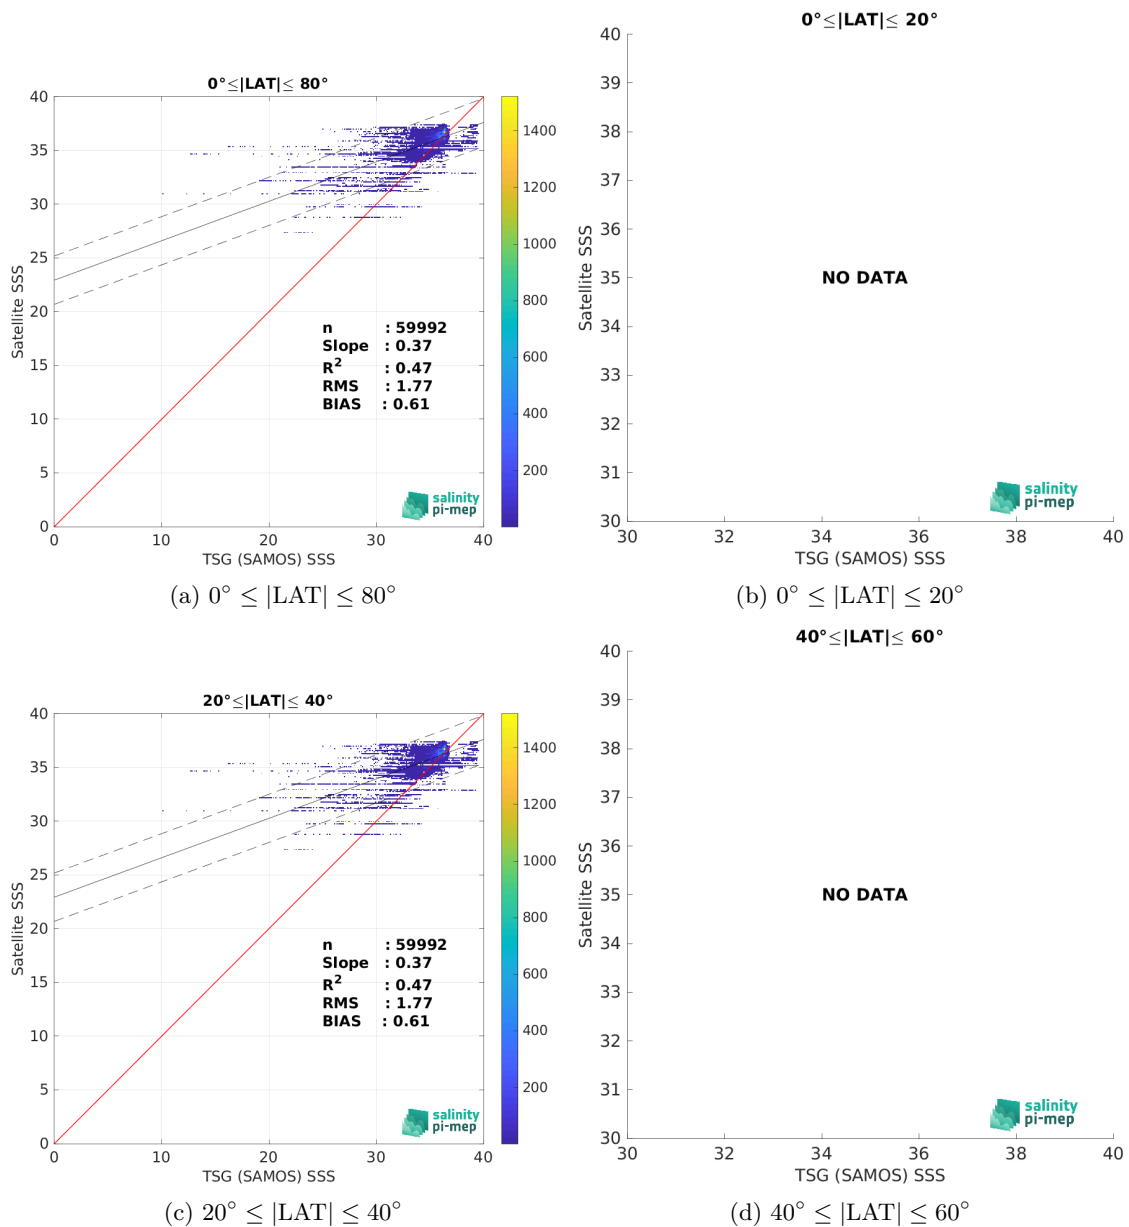 0°≤|LAT|≤ 80°
40
35
30
25
20
15
10
5
0
Satellite SSS
0
10
20
30
40
TSG (SAMOS) SSS
n : 59992
Slope : 0.37
R² : 0.47
RMS : 1.77
BIAS : 0.61
salinity
pi-mep
1400
1200
1000
800
600
400
200
(a) 0° ≤ |LAT| ≤ 80°
0°≤|LAT|≤ 20°
40
39
38
37
36
35
34
33
32
31
30
Satellite SSS
NO DATA
salinity
pi-mep
30
32
34
36
38
40
TSG (SAMOS) SSS
(b) 0° ≤ |LAT| ≤ 20°
20°≤|LAT|≤ 40°
40
35
30
25
20
15
10
5
0
Satellite SSS
0
10
20
30
40
TSG (SAMOS) SSS
n : 59992
Slope : 0.37
R² : 0.47
RMS : 1.77
BIAS : 0.61
salinity
pi-mep
1400
1200
1000
800
600
400
200
(c) 20° ≤ |LAT| ≤ 40°
40°≤|LAT|≤ 60°
40
39
38
37
36
35
34
33
32
31
30
Satellite SSS
NO DATA
salinity
pi-mep
30
32
34
36
38
40
TSG (SAMOS) SSS
(d) 40° ≤ |LAT| ≤ 60°